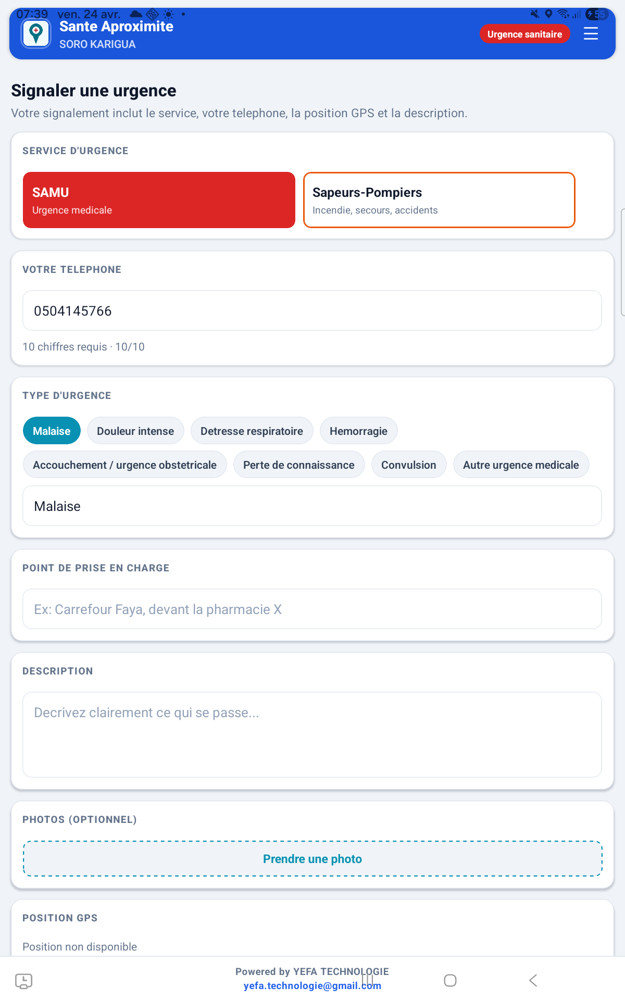 07:39 ven. 24 avr.
55
Sante Aproximite
SORO KARIGUA
Urgence sanitaire
Signaler une urgence
Votre signalement inclut le service, votre telephone, la position GPS et la description.
SERVICE D'URGENCE
SAMU
Urgence medicale
Sapeurs-Pompiers
Incendie, secours, accidents
VOTRE TELEPHONE
0504145766
10 chiffres requis · 10/10
TYPE D'URGENCE
Malaise
Douleur intense
Detresse respiratoire
Hemorragie
Accouchement / urgence obstetricale
Perte de connaissance
Convulsion
Autre urgence medicale
Malaise
POINT DE PRISE EN CHARGE
Ex: Carrefour Faya, devant la pharmacie X
DESCRIPTION
Decrivez clairement ce qui se passe...
PHOTOS (OPTIONNEL)
Prendre une photo
POSITION GPS
Position non disponible
Powered by YEFA TECHNOLOGIE
yefa.technologie@gmail.com